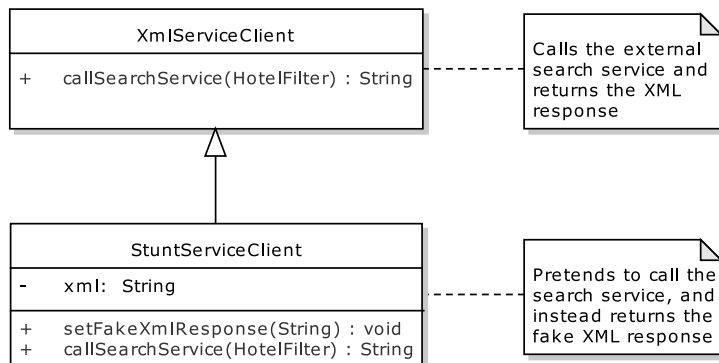 XmlServiceClient
+ callSearchService(HotelFilter) : String
Calls the external
search service and
returns the XML
response
StuntServiceClient
- xml: String
+ setFakeXmlResponse(String) : void
+ callSearchService(HotelFilter) : String
Pretends to call the
search service, and
instead returns the
fake XML response